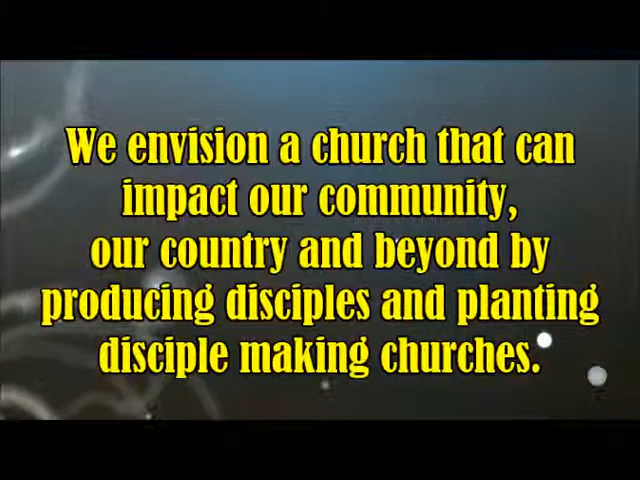 We envision a church that can
impact our community,
our country and beyond by
producing disciples and planting
disciple making churches.